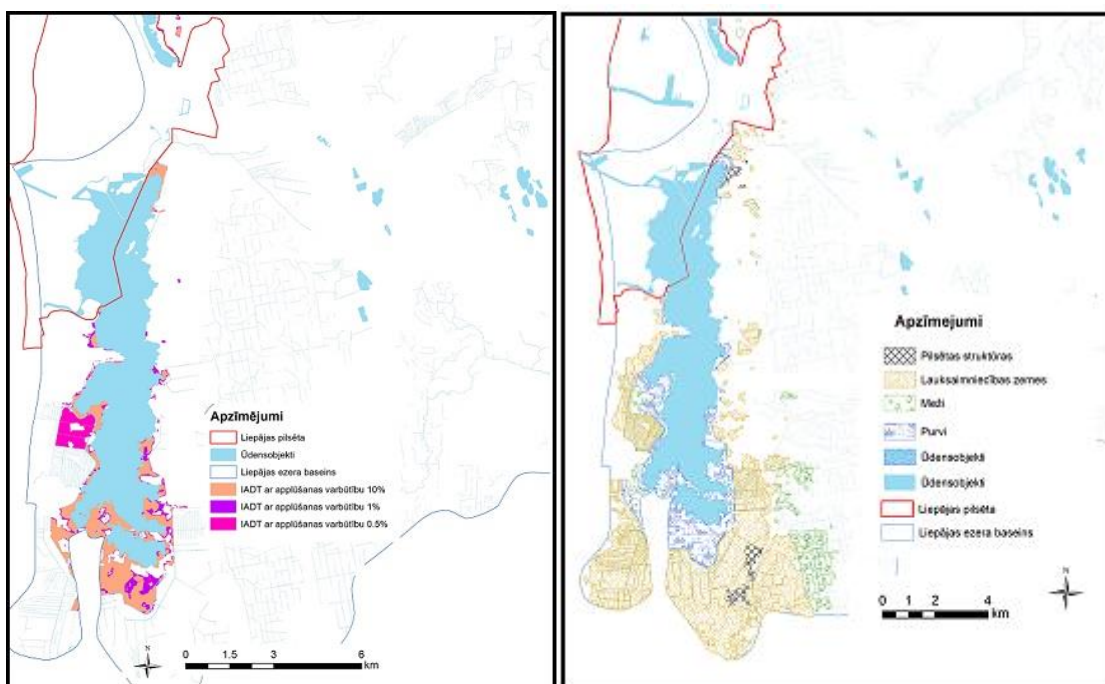 Apzīmējumi
Liepājas pilsēta
Ūdensobjekti
Liepājas ezera baseins
IADT ar applūšanas varbūtību 10%
IADT ar applūšanas varbūtību 1%
IADT ar applūšanas varbūtību 0.5%
N
0 1.5 3 6
km
Apzīmejumi
Pilsētas struktūras
Lauksaimniecības zemes
Meži
Purvi
Ūdensobjekti
Ūdensobjekti
Liepājas pilsēta
Liepājas ezera baseins
N
0 1 2 4
km